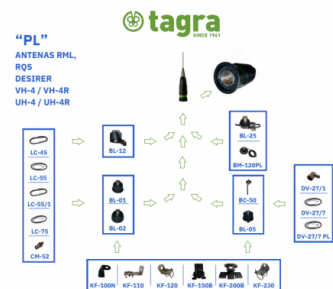 tagra
SINCE 1961
“PL”
ANTENAS RML,
RQS
DESIRER
VH-4 / VH-4R
UH-4 / UH-4R
LC-45
LC-55
LC-55/1
LC-75
CM-52
BL-12
BL-01
BL-02
BL-25
BM-120PL
BC-50
BL-05
DV-27/1
DV-27/7
DV-27/7 PL
KF-100N
KF-110
KF-120
KF-150B
KF-200B
KF-230